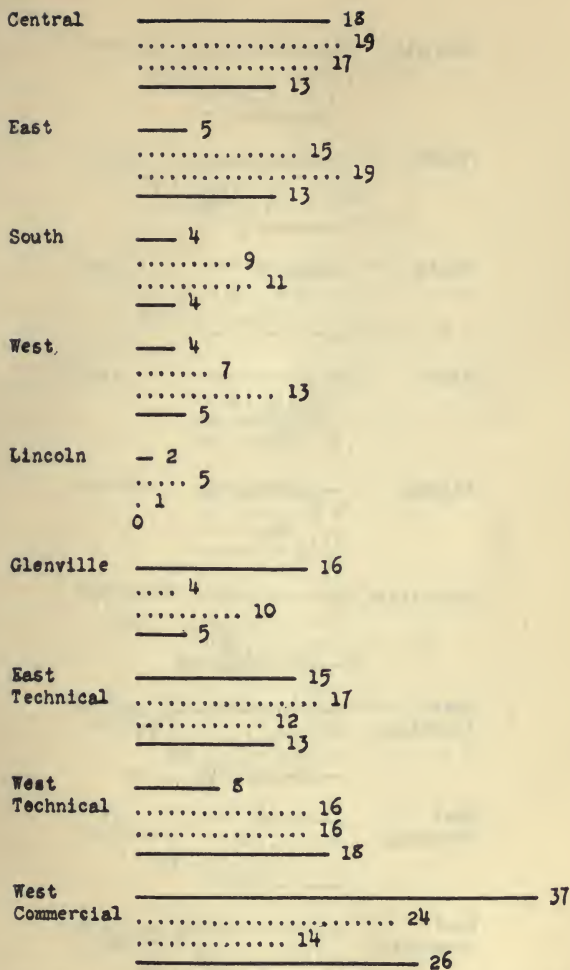 Central 18
19
17
13
East 5
15
19
13
South 4
9
11
4
West 4
7
13
5
Lincoln 2
5
1
0
Glenville 16
4
10
5
East 15
Technical 17
12
13
West 8
Technical 16
16
18
West 37
Commercial 24
14
26